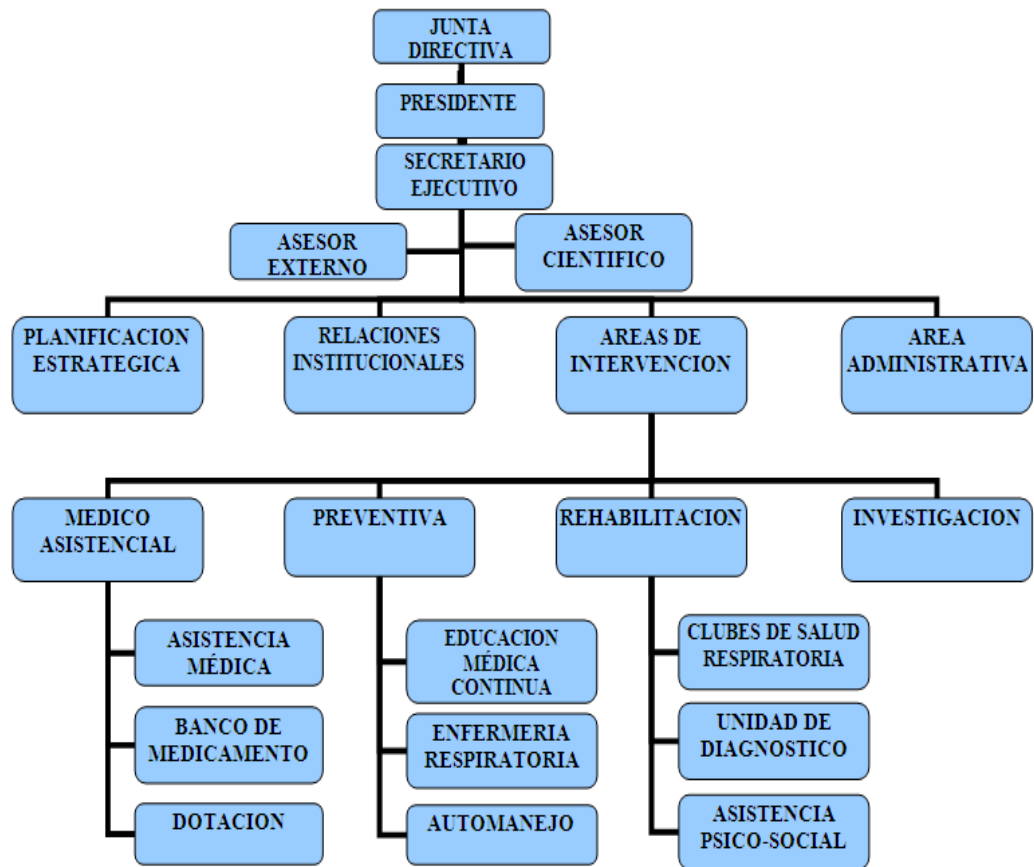 JUNTA
DIRECTIVA
PRESIDENTE
SECRETARIO
EJECUTIVO
ASESOR
EXTERNO
ASESOR
CIENTIFICO
PLANIFICACION
ESTRATEGICA
RELACIONES
INSTITUCIONALES
AREAS DE
INTERVENCION
AREA
ADMINISTRATIVA
MEDICO
ASISTENCIAL
PREVENTIVA
REHABILITACION
INVESTIGACION
ASISTENCIA
MÉDICA
BANCO DE
MEDICAMENTO
DOTACION
EDUCACION
MÉDICA
CONTINUA
ENFERMERIA
RESPIRATORIA
AUTOMANEJO
CLUBES DE SALUD
RESPIRATORIA
UNIDAD DE
DIAGNOSTICO
ASISTENCIA
PSICO-SOCIAL